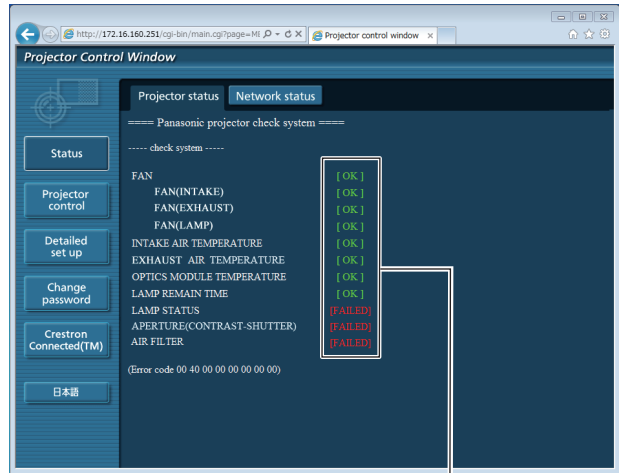 http://172.16.160.251/cgi-bin/main.cgi?page=ME
Projector control window
Projector Control Window
Projector status
Network status
==== Panasonic projector check system ====
Status
----- check system -----
FAN [ OK ]
FAN(INTAKE) [ OK ]
FAN(EXHAUST) [ OK ]
FAN(LAMP) [ OK ]
INTAKE AIR TEMPERATURE [ OK ]
EXHAUST AIR TEMPERATURE [ OK ]
OPTICS MODULE TEMPERATURE [ OK ]
LAMP REMAIN TIME [ OK ]
LAMP STATUS [FAILED]
APERTURE(CONTRAST-SHUTTER) [FAILED]
AIR FILTER [FAILED]
(Error code 00 40 00 00 00 00 00 00)
Projector
control
Detailed
set up
Change
password
Crestron
Connected(TM)
日本語